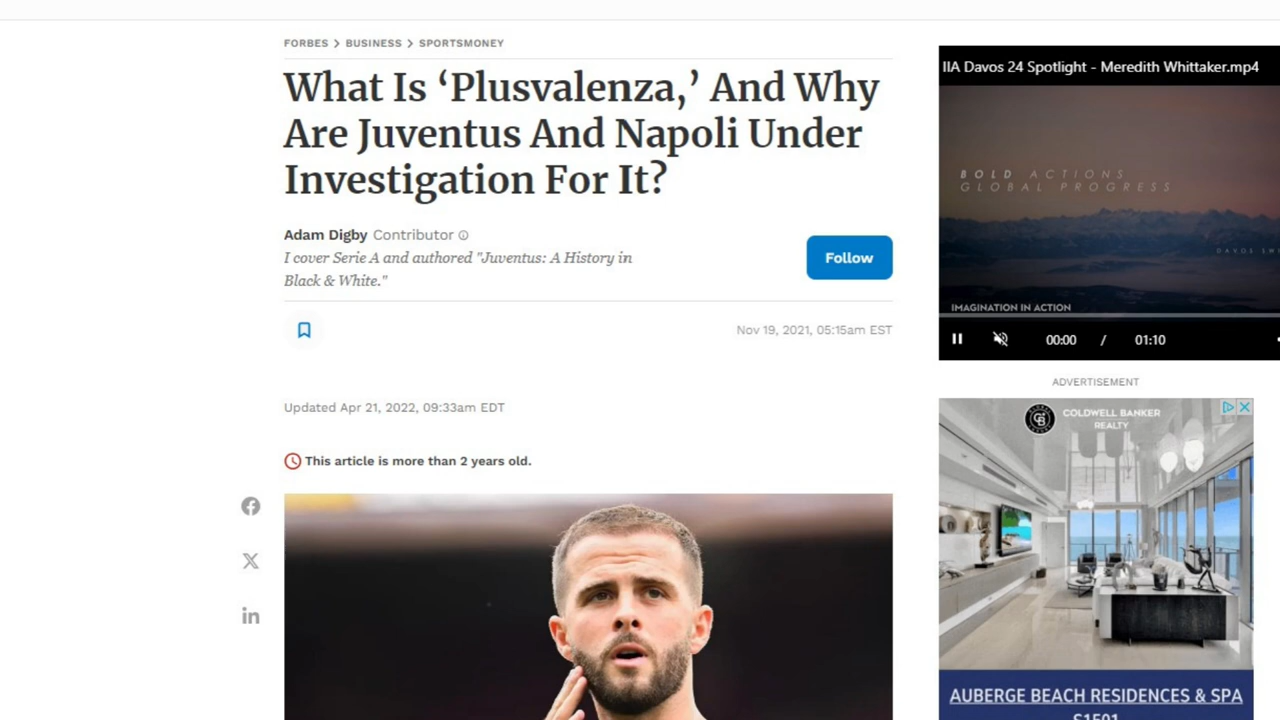 FORBES > BUSINESS > SPORTSMONEY
What Is ‘Plusvalenza,’ And Why
Are Juventus And Napoli Under
Investigation For It?
Adam Digby Contributor
I cover Serie A and authored "Juventus: A History in
Black & White."
Follow
Nov 19, 2021, 05:15am EST
Updated Apr 21, 2022, 09:33am EDT
This article is more than 2 years old.
IIA Davos 24 Spotlight - Meredith Whittaker.mp4
BOLD ACTIONS
GLOBAL PROGRESS
IMAGINATION IN ACTION
00:00 / 01:10
ADVERTISEMENT
COLDWELL BANKER
REALTY
AUBERGE BEACH RESIDENCES & SPA